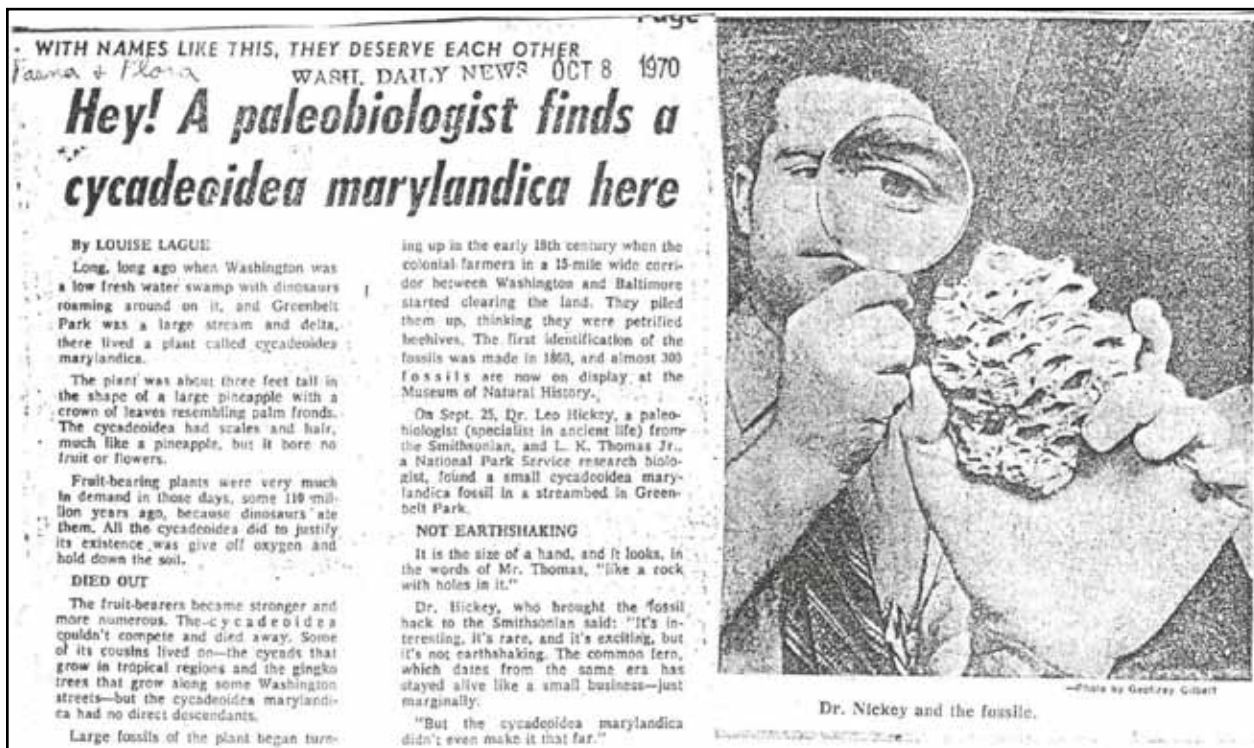 Page
WITH NAMES LIKE THIS, THEY DESERVE EACH OTHER
Fauna & Flora
WASH. DAILY NEWS OCT 8 1970
Hey! A paleobiologist finds a
cycadeoidea marylandica here
By LOUISE LAGUE
Long, long ago when Washington was
a low fresh water swamp with dinosaurs
roaming around on it, and Greenbelt
Park was a large stream and delta,
there lived a plant called cycadeoidea
marylandica.
The plant was about three feet tall in
the shape of a large pineapple with a
crown of leaves resembling palm fronds.
The cycadeoidea had scales and hair,
much like a pineapple, but it bore no
fruit or flowers.
Fruit-bearing plants were very much
in demand in those days, some 110 mil-
lion years ago, because dinosaurs ate
them. All the cycadeoidea did to justify
its existence was give off oxygen and
hold down the soil.
DIED OUT
The fruit-bearers became stronger and
more numerous. The cycadeoidea
couldn't compete and died away. Some
of its cousins lived on—the cycads that
grow in tropical regions and the gingko
trees that grow along some Washington
streets—but the cycadeoidea marylandi-
ca had no direct descendants.
Large fossils of the plant began turn-
ing up in the early 18th century when the
colonial farmers in a 15-mile wide corri-
dor between Washington and Baltimore
started clearing the land. They piled
them up, thinking they were petrified
beehives. The first identification of the
fossils was made in 1860, and almost 300
fossils are now on display at the
Museum of Natural History.
On Sept. 25, Dr. Leo Hickey, a paleo-
biologist (specialist in ancient life) from
the Smithsonian, and L. K. Thomas Jr.,
a National Park Service research biolo-
gist, found a small cycadeoidea mary-
landica fossil in a streambed in Green-
belt Park.
NOT EARTHSHAKING
It is the size of a hand, and it looks, in
the words of Mr. Thomas, "like a rock
with holes in it."
Dr. Hickey, who brought the fossil
back to the Smithsonian said: "It's in-
teresting, it's rare, and it's exciting, but
it's not earthshaking. The common fern,
which dates from the same era has
stayed alive like a small business—just
marginally.
"But the cycadeoidea marylandica
didn't even make it that far."
—Photo by Geoffrey Gilbert
Dr. Nickey and the fossile.